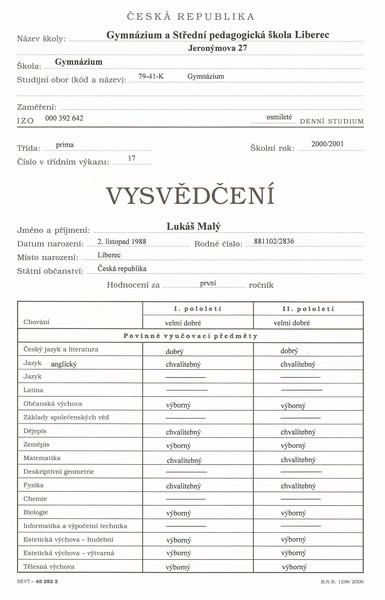 ČESKÁ REPUBLIKA
Název školy: Gymnázium a Střední pedagogická škola Liberec
Jeronýmova 27
Škola: Gymnázium
Studijní obor (kód a název): 79-41-K Gymnázium
Zaměření:
IZO 000 392 642 osmileté DENNÍ STUDIUM
Třída: prima Školní rok: 2000/2001
Číslo v třídním výkazu: 17
VYSVĚDČENÍ
Jméno a příjmení: Lukáš Malý
Datum narození: 2. listopad 1988 Rodné číslo: 881102/2836
Místo narození: Liberec
Státní občanství: Česká republika
Hodnocení za první ročník
I. pololetí II. pololetí
Chování velmi dobré velmi dobré
Povinné vyučovací předměty
Český jazyk a literatura dobrý dobrý
Jazyk anglický chvalitebný chvalitebný
Jazyk
Latina
Občanská výchova výborný výborný
Základy společenských věd
Dějepis chvalitebný chvalitebný
Zeměpis výborný výborný
Matematika chvalitebný chvalitebný
Deskriptivní geometrie
Fyzika chvalitebný chvalitebný
Chemie
Biologie výborný výborný
Informatika a výpočetní technika
Estetická výchova – hudební výborný výborný
Estetická výchova – výtvarná výborný výborný
Tělesná výchova výborný výborný
SEVT – 49 252 2 B.N.B. 1296 2000